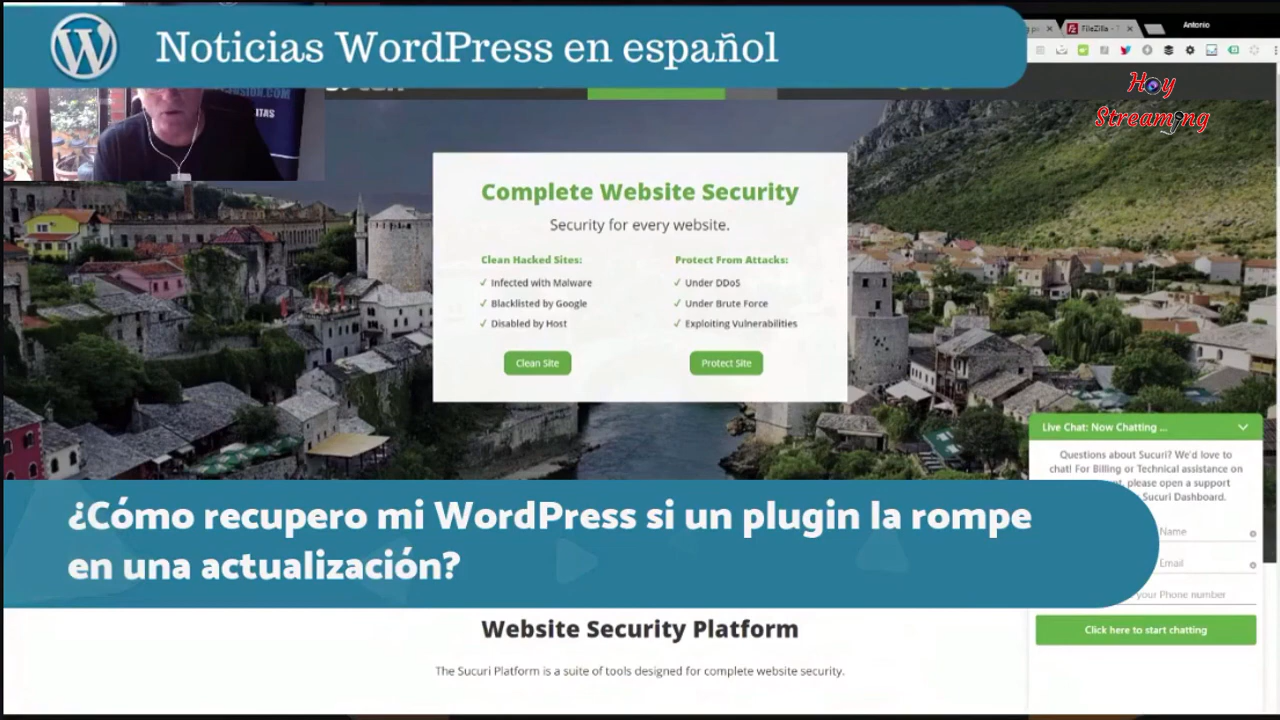 Noticias WordPress en español
FileZilla
Antonio
Hoy
Streaming
ITAS
Complete Website Security
Security for every website.
Clean Hacked Sites:
✓ Infected with Malware
✓ Blacklisted by Google
✓ Disabled by Host
Clean Site
Protect From Attacks:
✓ Under DDoS
✓ Under Brute Force
✓ Exploiting Vulnerabilities
Protect Site
Live Chat: Now Chatting ...
Questions about Sucuri? We'd love to
chat! For Billing or Technical assistance on
, please open a support
Sucuri Dashboard.
Name
Email
your Phone number
Click here to start chatting
¿Cómo recupero mi WordPress si un plugin la rompe
en una actualización?
Website Security Platform
The Sucuri Platform is a suite of tools designed for complete website security.